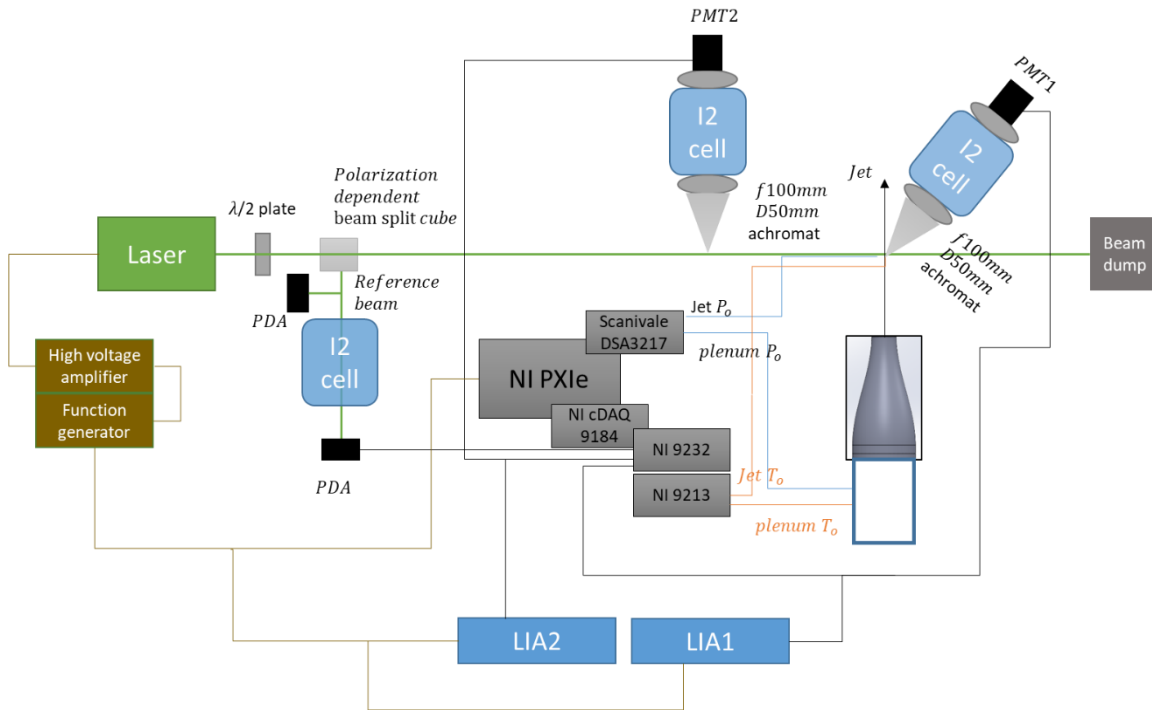 PMT2
PMT1
I2
cell
I2
cell
Jet
Polarization
dependent
beam split cube
λ/2 plate
f100mm
D50mm
achromat
f100mm
D50mm
achromat
Laser
Beam
dump
Reference
beam
PDA
Jet Pₒ
Scanivale
DSA3217
plenum Pₒ
I2
cell
High voltage
amplifier
Function
generator
NI PXIe
NI cDAQ
9184
NI 9232
Jet Tₒ
NI 9213
plenum Tₒ
PDA
LIA2
LIA1